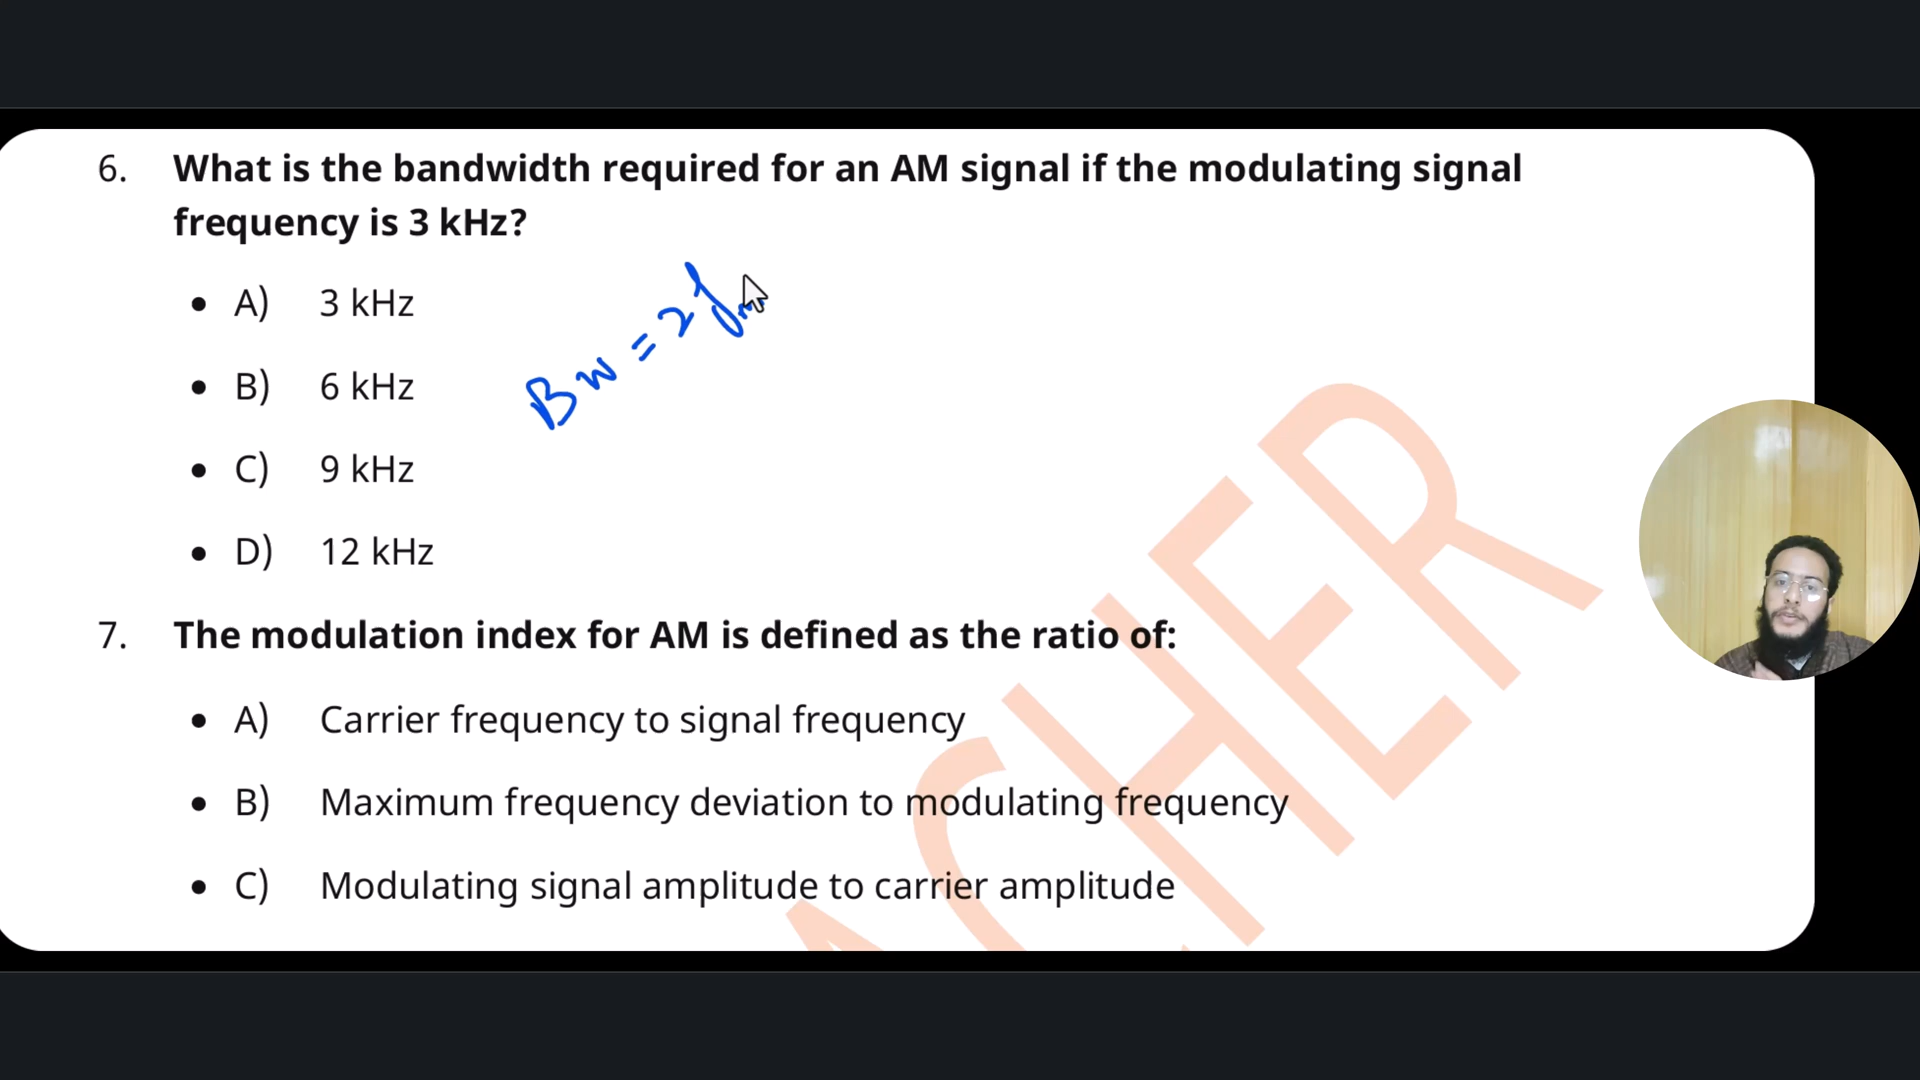 6. What is the bandwidth required for an AM signal if the modulating signal
frequency is 3 kHz?
• A) 3 kHz
• B) 6 kHz
• C) 9 kHz
• D) 12 kHz
BW = 2f
7. The modulation index for AM is defined as the ratio of:
• A) Carrier frequency to signal frequency
• B) Maximum frequency deviation to modulating frequency
• C) Modulating signal amplitude to carrier amplitude
ACHER